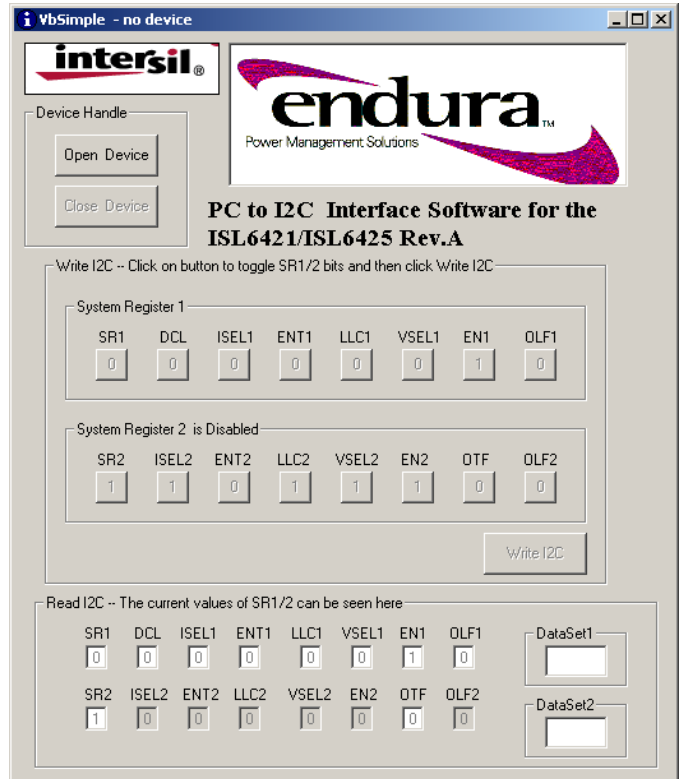 VbSimple - no device
intersil®
endura™
Power Management Solutions
Device Handle
Open Device
Close Device
PC to I2C Interface Software for the
ISL6421/ISL6425 Rev.A
Write I2C -- Click on button to toggle SR1/2 bits and then click Write I2C
System Register 1
SR1 DCL ISEL1 ENT1 LLC1 VSEL1 EN1 OLF1
0 0 0 0 0 0 1 0
System Register 2 is Disabled
SR2 ISEL2 ENT2 LLC2 VSEL2 EN2 OTF OLF2
1 1 0 1 1 1 0 0
Write I2C
Read I2C -- The current values of SR1/2 can be seen here
SR1 DCL ISEL1 ENT1 LLC1 VSEL1 EN1 OLF1
0 0 0 0 0 0 1 0
DataSet1
SR2 ISEL2 ENT2 LLC2 VSEL2 EN2 OTF OLF2
1 0 0 0 0 0 0 0
DataSet2